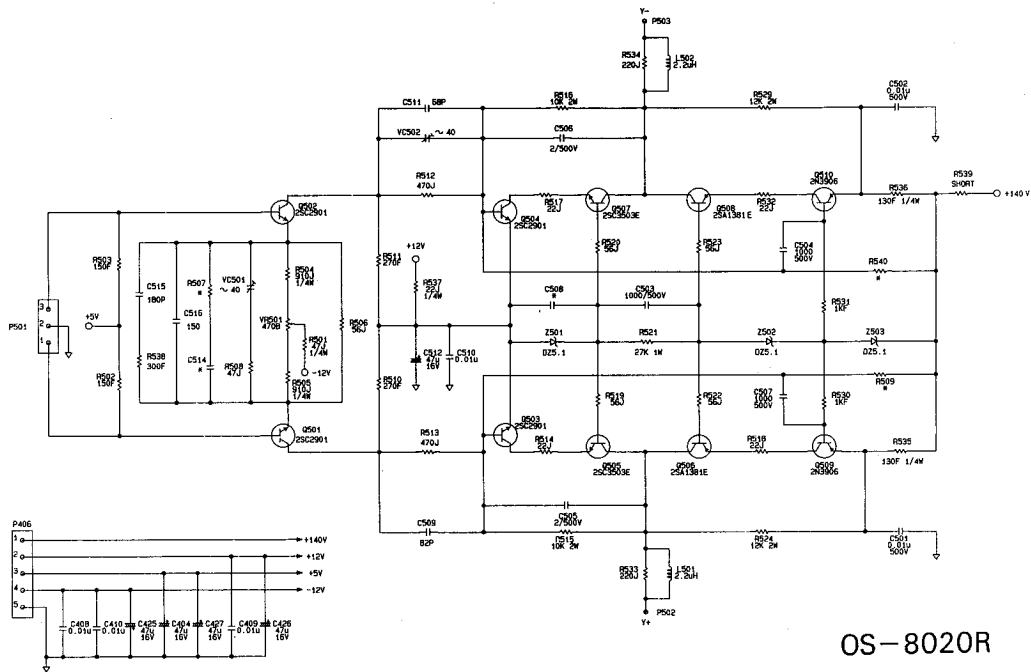 Y-
P503
R534
220J
L502
2.2uH
C511 68P
R516
10K 2W
R529
12K 2W
C502
0.01u
500V
VC502 ~ 40
C506
2/500V
R512
470J
Q502
2SC2901
Q504
2SC2901
R517
22J
Q507
2SC3503E
Q508
2SA1381E
R532
22J
Q510
2N3906
R536
130F 1/4W
R539
SHORT
+140V
R503
150F
C515
180P
R507
*
VC501
~ 40
R504
910J
1/4W
R511
270F
+12V
R537
22J
1/4W
R520
56J
R523
56J
C504
1000
500V
R540
*
P501
3
2
1
+5V
C516
150
VR501
470B
R501
47J
1/4W
-12V
R506
56J
C508
*
C503
1000/500V
R531
1KF
C512
47u
16V
C510
0.01u
Z501
DZ5.1
R521
27K 1W
Z502
DZ5.1
Z503
DZ5.1
R502
150F
R538
300F
C514
*
R508
47J
R505
910J
1/4W
R510
270F
R519
56J
R522
56J
C507
1000
500V
R530
1KF
R509
*
Q501
2SC2901
R513
470J
Q503
2SC2901
R514
22J
Q505
2SC3503E
Q506
2SA1381E
R518
22J
Q509
2N3906
R535
130F 1/4W
C505
2/500V
C509
82P
R515
10K 2W
R524
12K 2W
C501
0.01u
500V
R533
220J
L501
2.2uH
P502
Y+
P406
1
+140V
2
+12V
3
+5V
4
-12V
5
C408
0.01u
C410
0.01u
C425
47u
16V
C404
47u
16V
C427
47u
16V
C409
0.01u
C426
47u
16V
OS-8020R